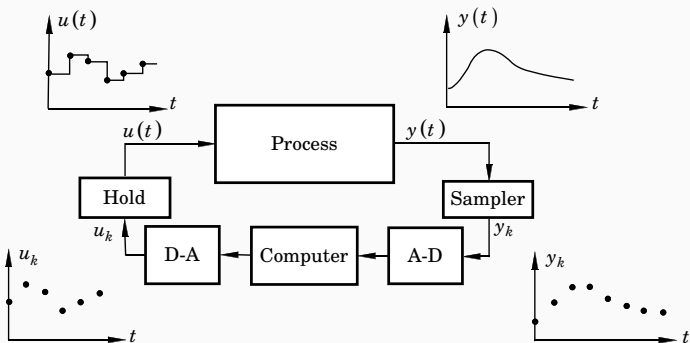 u(t)
y(t)
t
t
u(t)
Process
y(t)
Hold
Sampler
u_k
y_k
D-A
Computer
A-D
u_k
y_k
t
t